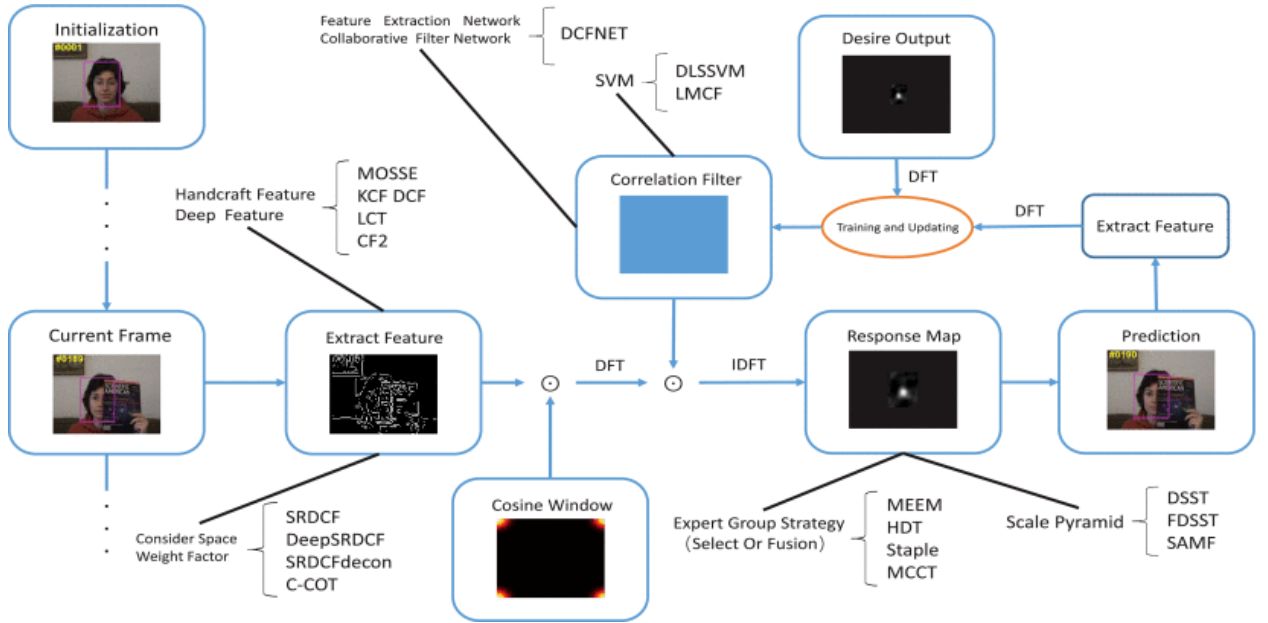 Initialization
#0001
Feature Extraction Network
Collaborative Filter Network
DCFNET
SVM
DLSSVM
LMCF
Desire Output
DFT
Handcraft Feature
Deep Feature
MOSSE
KCF DCF
LCT
CF2
Correlation Filter
Training and Updating
DFT
Extract Feature
Current Frame
#0189
Extract Feature
DFT
IDFT
Response Map
Prediction
#0190
Consider Space
Weight Factor
SRDCF
DeepSRDCF
SRDCFdecon
C-COT
Cosine Window
Expert Group Strategy
(Select Or Fusion)
MEEM
HDT
Staple
MCCT
Scale Pyramid
DSST
FDSST
SAMF